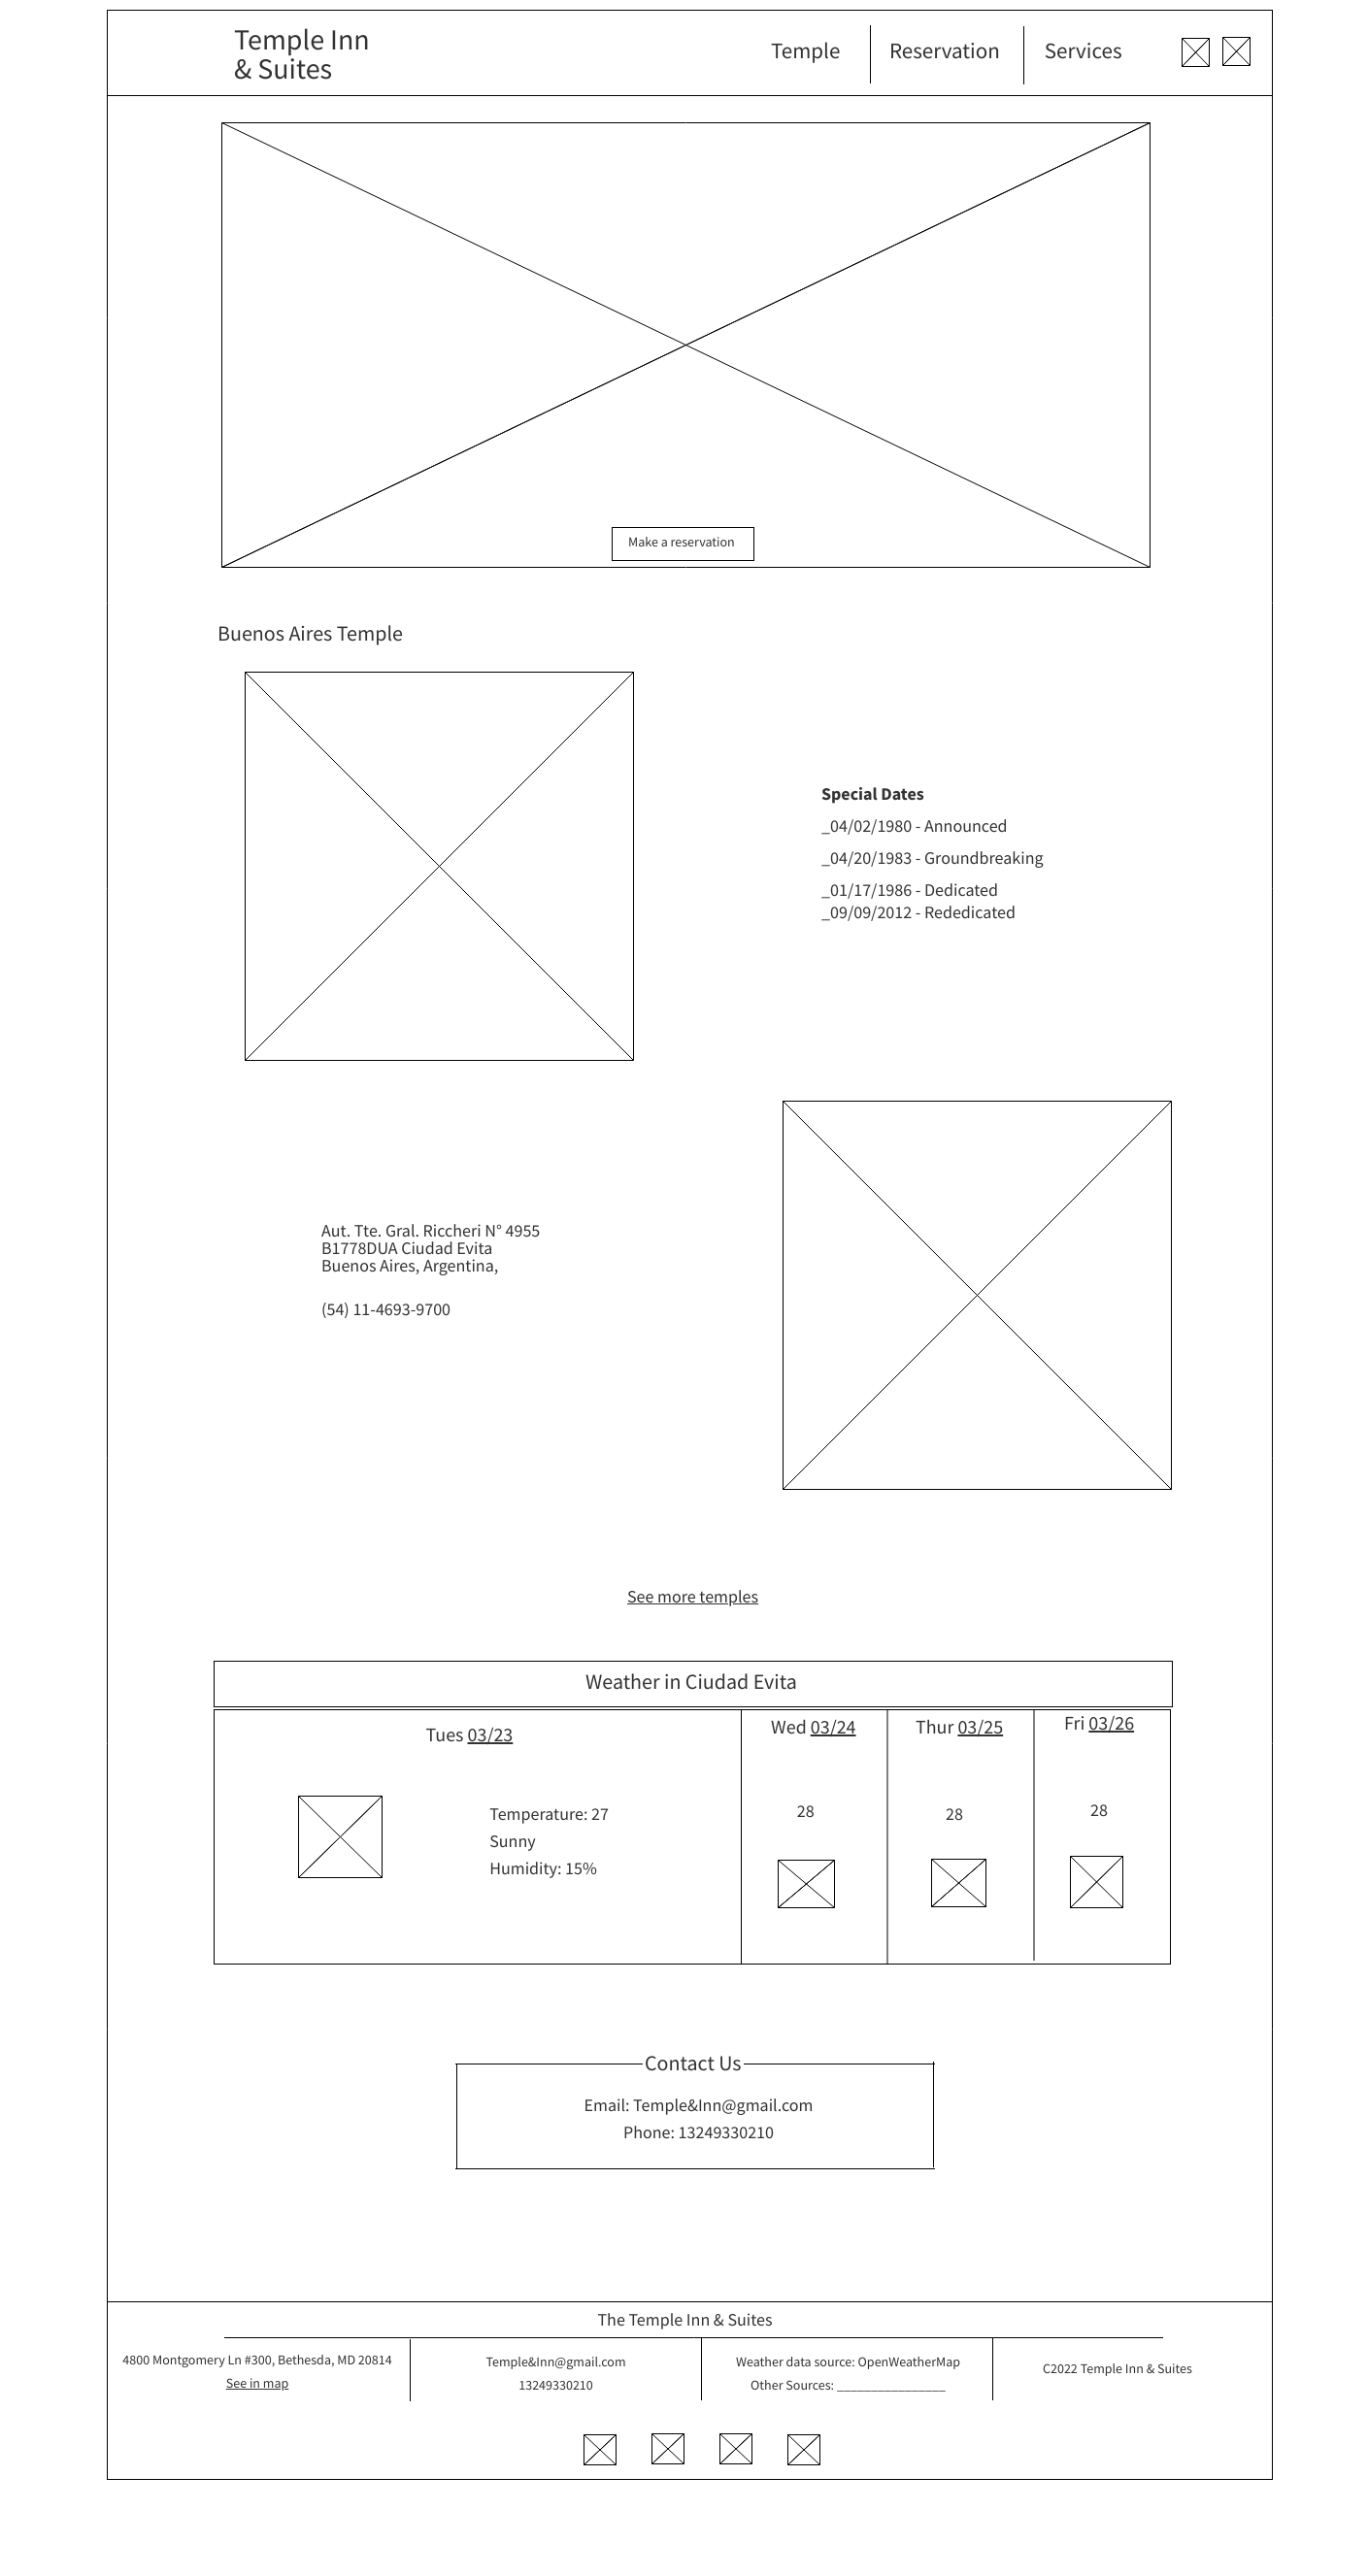 Temple Inn
& Suites
Temple
Reservation
Services
Make a reservation
Buenos Aires Temple
Special Dates
_04/02/1980 - Announced
_04/20/1983 - Groundbreaking
_01/17/1986 - Dedicated
_09/09/2012 - Rededicated
Aut. Tte. Gral. Riccheri N° 4955
B1778DUA Ciudad Evita
Buenos Aires, Argentina,
(54) 11-4693-9700
See more temples
Weather in Ciudad Evita
Tues 03/23
Temperature: 27
Sunny
Humidity: 15%
Wed 03/24
28
Thur 03/25
28
Fri 03/26
28
Contact Us
Email: Temple&Inn@gmail.com
Phone: 13249330210
The Temple Inn & Suites
4800 Montgomery Ln #300, Bethesda, MD 20814
See in map
Temple&Inn@gmail.com
13249330210
Weather data source: OpenWeatherMap
Other Sources: ________________
C2022 Temple Inn & Suites